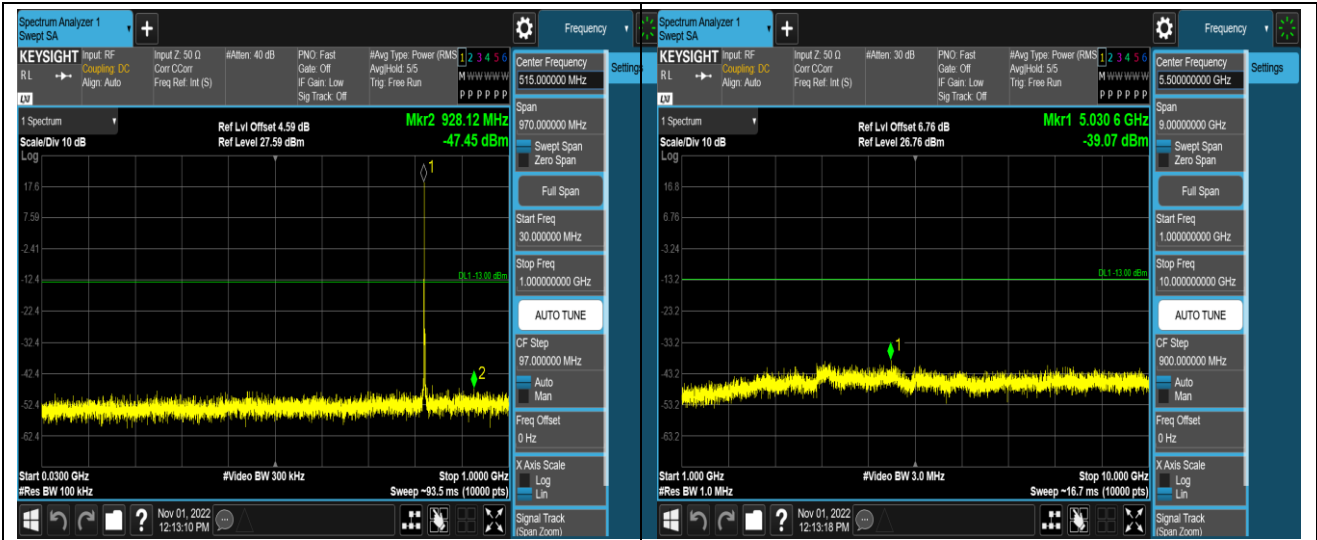 Spectrum Analyzer 1
Swept SA
+
Frequency
KEYSIGHT Input: RF
R L
Coupling: DC
Align: Auto
LXI
Input Z: 50 Ω
Corr CCorr
Freq Ref: Int (S)
#Atten: 40 dB
PNO: Fast
Gate: Off
IF Gain: Low
Sig Track: Off
#Avg Type: Power (RMS
Avg|Hold: 5/5
Trig: Free Run
1 2 3 4 5 6
M W W W W W
P P P P P P
Center Frequency
515.000000 MHz
Settings
1 Spectrum
Scale/Div 10 dB
Log
Ref Lvl Offset 4.59 dB
Ref Level 27.59 dBm
Mkr2 928.12 MHz
-47.45 dBm
1
17.6
7.59
-2.41
-12.4
DL1 -13.00 dBm
-22.4
-32.4
-42.4
2
-52.4
-62.4
Start 0.0300 GHz
#Res BW 100 kHz
#Video BW 300 kHz
Stop 1.0000 GHz
Sweep ~93.5 ms (10000 pts)
Span
970.000000 MHz
Swept Span
Zero Span
Full Span
Start Freq
30.000000 MHz
Stop Freq
1.000000000 GHz
AUTO TUNE
CF Step
97.000000 MHz
Auto
Man
Freq Offset
0 Hz
X Axis Scale
Log
Lin
Signal Track
(Span Zoom)
?
Nov 01, 2022
12:13:10 PM
Spectrum Analyzer 1
Swept SA
+
Frequency
KEYSIGHT Input: RF
R L
Coupling: DC
Align: Auto
LXI
Input Z: 50 Ω
Corr CCorr
Freq Ref: Int (S)
#Atten: 30 dB
PNO: Fast
Gate: Off
IF Gain: Low
Sig Track: Off
#Avg Type: Power (RMS
Avg|Hold: 5/5
Trig: Free Run
1 2 3 4 5 6
M W W W W W
P P P P P P
Center Frequency
5.500000000 GHz
Settings
1 Spectrum
Scale/Div 10 dB
Log
Ref Lvl Offset 6.76 dB
Ref Level 26.76 dBm
Mkr1 5.030 6 GHz
-39.07 dBm
16.8
6.76
-3.24
-13.2
DL1 -13.00 dBm
-23.2
-33.2
1
-43.2
-53.2
-63.2
Start 1.000 GHz
#Res BW 1.0 MHz
#Video BW 3.0 MHz
Stop 10.000 GHz
Sweep ~16.7 ms (10000 pts)
Span
9.00000000 GHz
Swept Span
Zero Span
Full Span
Start Freq
1.000000000 GHz
Stop Freq
10.000000000 GHz
AUTO TUNE
CF Step
900.000000 MHz
Auto
Man
Freq Offset
0 Hz
X Axis Scale
Log
Lin
Signal Track
(Span Zoom)
?
Nov 01, 2022
12:13:18 PM